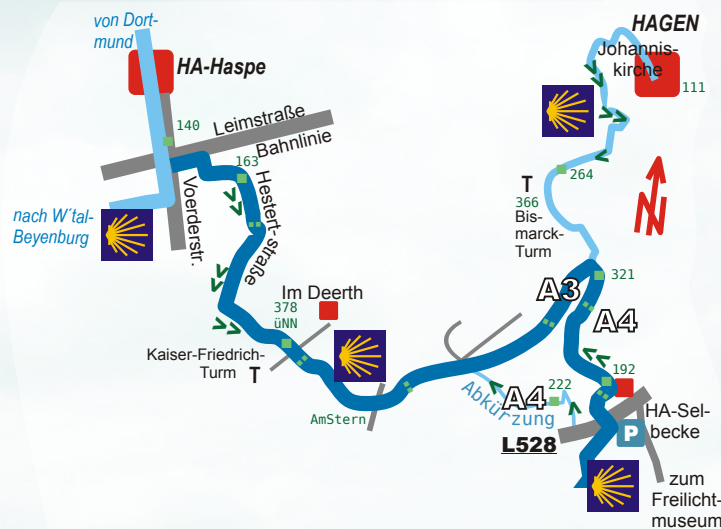 von Dort-
mund
HA-Haspe
HAGEN
Johannis-
kirche
111
140
Leimstraße
Bahnlinie
163
Voerderstr.
Hestert-
straße
nach W´tal-
Beyenburg
264
T
366
Bis-
marck-
Turm
N
321
A3
A4
378
üNN
Im Deerth
Kaiser-Friedrich-
Turm T
192
A4
222
Abkürzung
AmStern
HA-Sel-
becke
L528
P
zum
Freilicht-
museum